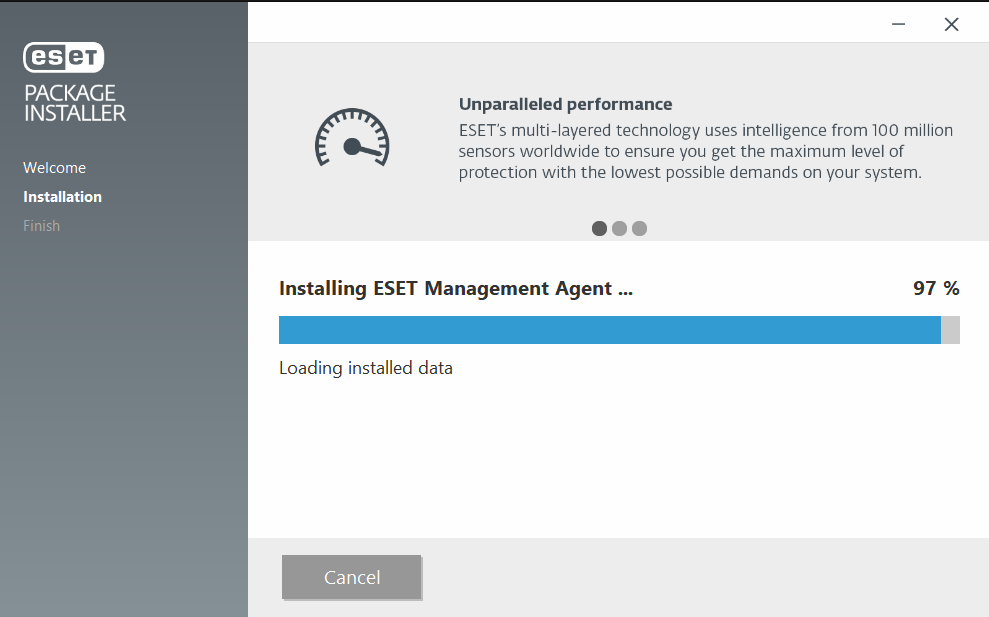 eset
PACKAGE
INSTALLER
Welcome
Installation
Finish
Unparalleled performance
ESET's multi-layered technology uses intelligence from 100 million
sensors worldwide to ensure you get the maximum level of
protection with the lowest possible demands on your system.
Installing ESET Management Agent ... 97 %
Loading installed data
Cancel